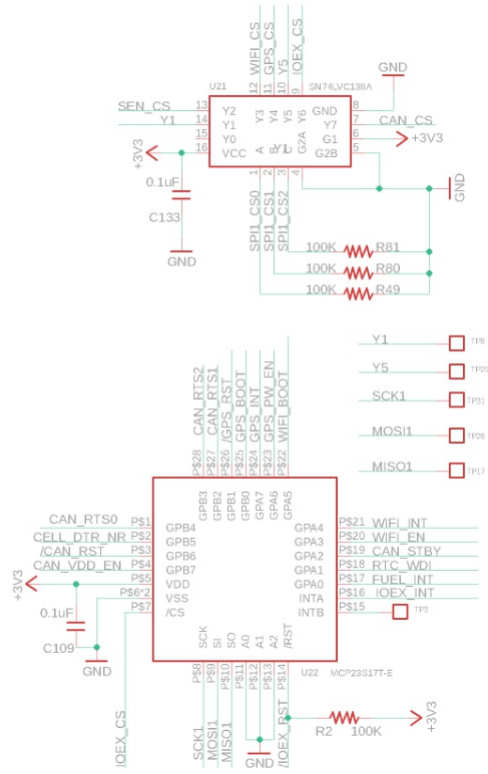 WIFI_CS
GPS_CS
Y5
IOEX_CS
12
11
10
9
U21
SN74LVC138A
GND
SEN_CS
13
Y2
Y3
Y4
Y5
Y6
GND
8
Y1
14
Y1
Y7
7
CAN_CS
15
Y0
G1
6
+3V3
+3V3
16
VCC
A
B
C
G2A
G2B
5
1
2
3
4
0.1uF
C133
GND
GND
SPI1_CS0
SPI1_CS1
SPI1_CS2
100K
R81
100K
R80
100K
R49
Y1
Y5
SCK1
TP31
MOSI1
MISO1
TP17
CAN_RTS2
CAN_RTS1
/GPS_RST
GPS_BOOT
GPS_INT
GPS_PW_EN
WIFI_BOOT
P$28
P$27
P$26
P$25
P$24
P$23
P$22
GPB3
GPB2
GPB1
GPB0
GPA7
GPA6
GPA5
CAN_RTS0
P$1
GPB4
GPA4
P$21
WIFI_INT
CELL_DTR_NR
P$2
GPB5
GPA3
P$20
WIFI_EN
/CAN_RST
P$3
GPB6
GPA2
P$19
CAN_STBY
CAN_VDD_EN
P$4
GPB7
GPA1
P$18
RTC_WDI
+3V3
P$5
VDD
GPA0
P$17
FUEL_INT
P$6*2
VSS
INTA
P$16
IOEX_INT
P$7
/CS
INTB
P$15
TP3
0.1uF
C109
GND
SCK
SI
SO
A0
A1
A2
/RST
P$8
P$9
P$10
P$11
P$12
P$13
P$14
U22
MCP23S17T-E
IOEX_CS
SCK1
MOSI1
MISO1
GND
/IOEX_RST
R2
100K
+3V3